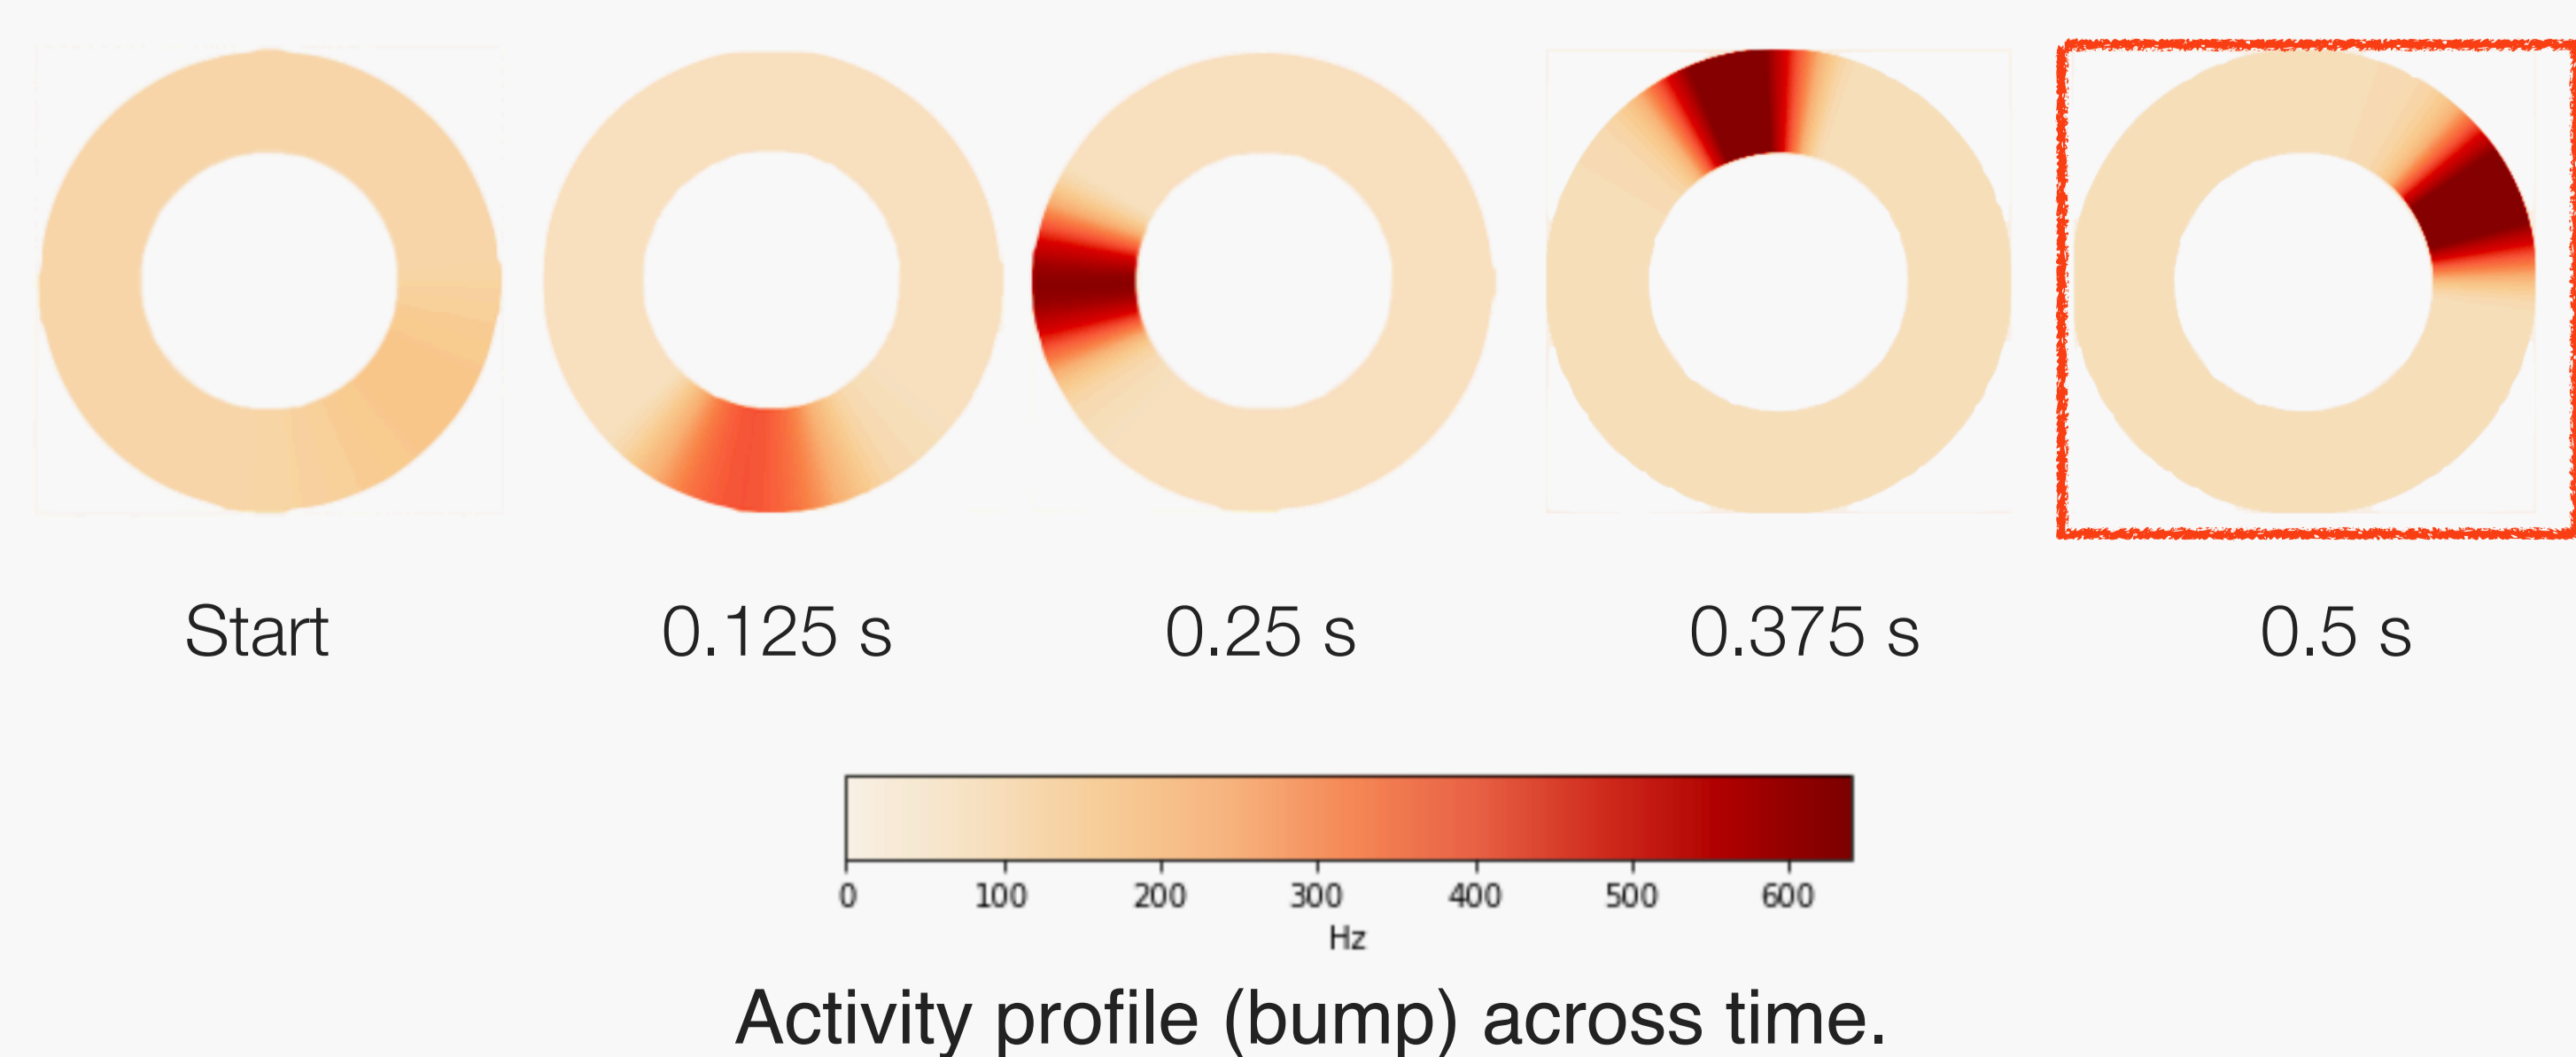 Start 0.125 s 0.25 s 0.375 s 0.5 s
0 100 200 300 400 500 600
Hz
Activity profile (bump) across time.